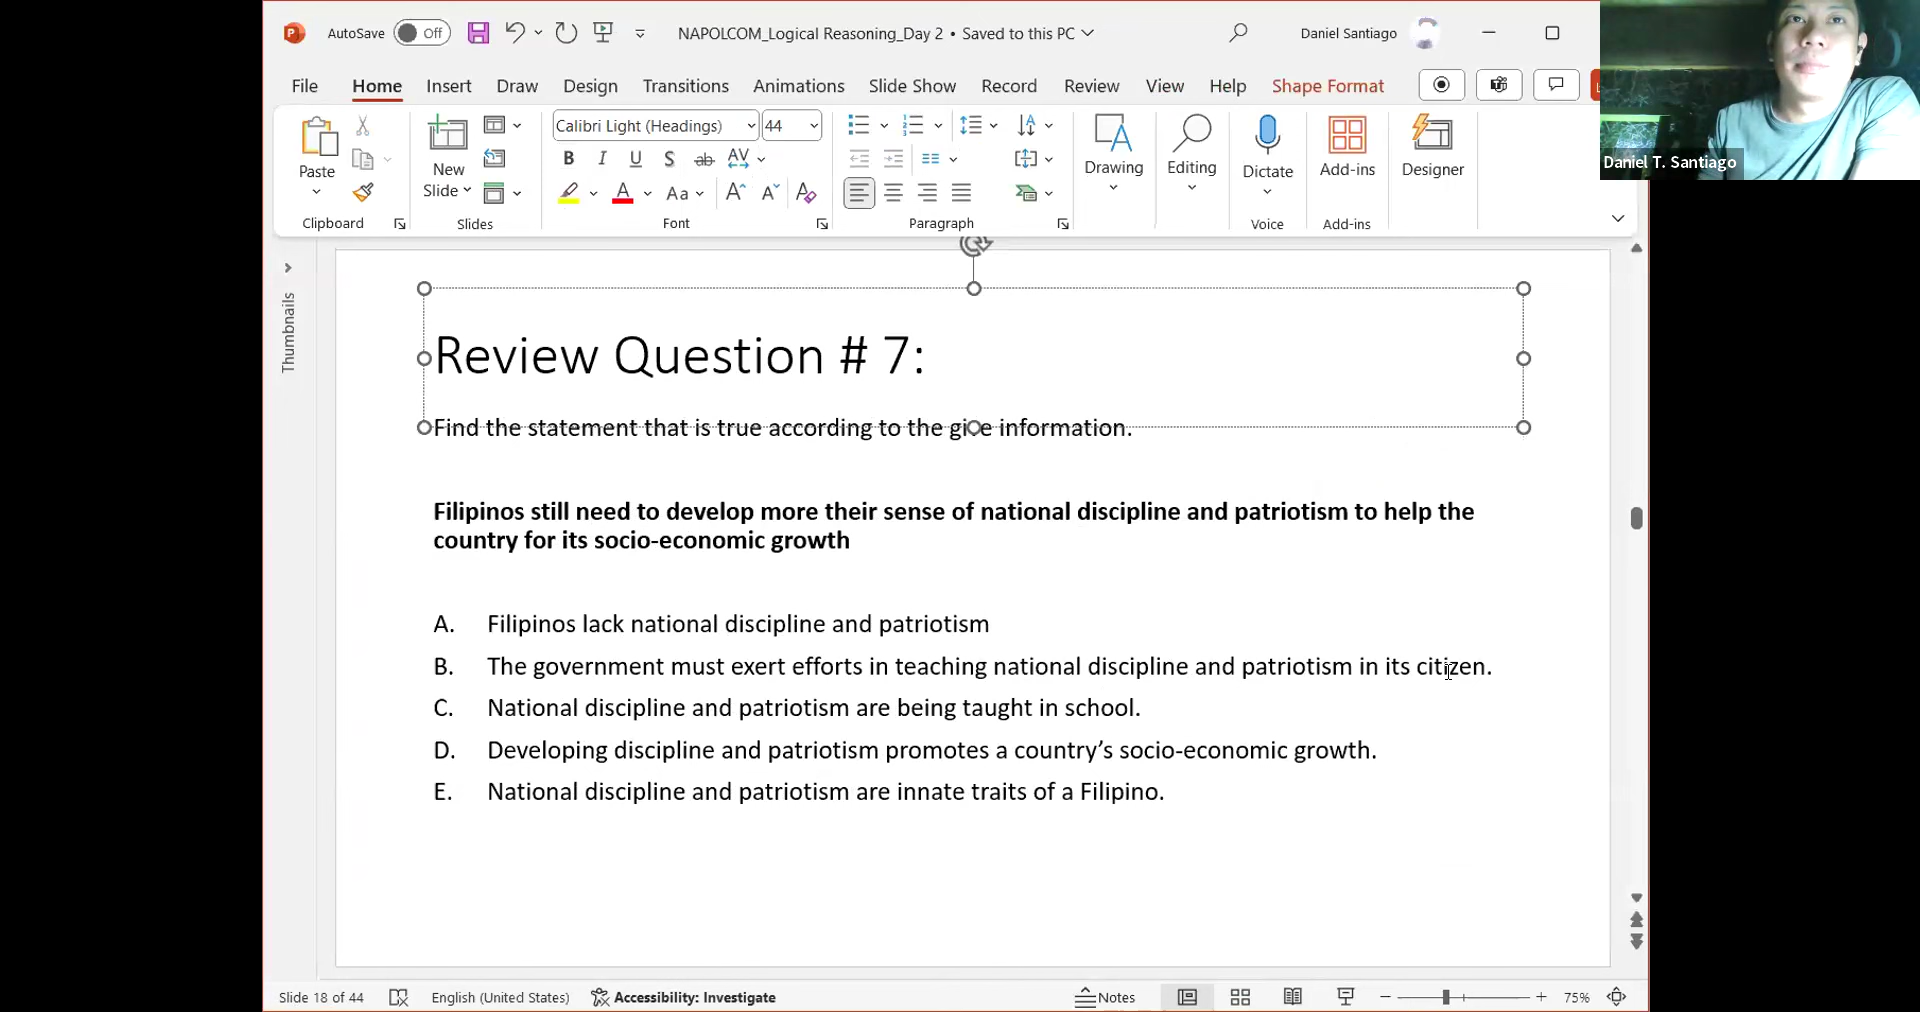 AutoSave Off NAPOLCOM_Logical Reasoning_Day 2 • Saved to this PC Daniel Santiago
File Home Insert Draw Design Transitions Animations Slide Show Record Review View Help Shape Format
Calibri Light (Headings) 44
Paste New Slide Drawing Editing Dictate Add-ins Designer
Clipboard Slides Font Paragraph Voice Add-ins
Daniel T. Santiago
Thumbnails
Review Question # 7:
Find the statement that is true according to the give information.
Filipinos still need to develop more their sense of national discipline and patriotism to help the
country for its socio-economic growth
A. Filipinos lack national discipline and patriotism
B. The government must exert efforts in teaching national discipline and patriotism in its citizen.
C. National discipline and patriotism are being taught in school.
D. Developing discipline and patriotism promotes a country’s socio-economic growth.
E. National discipline and patriotism are innate traits of a Filipino.
Slide 18 of 44 English (United States) Accessibility: Investigate Notes 75%